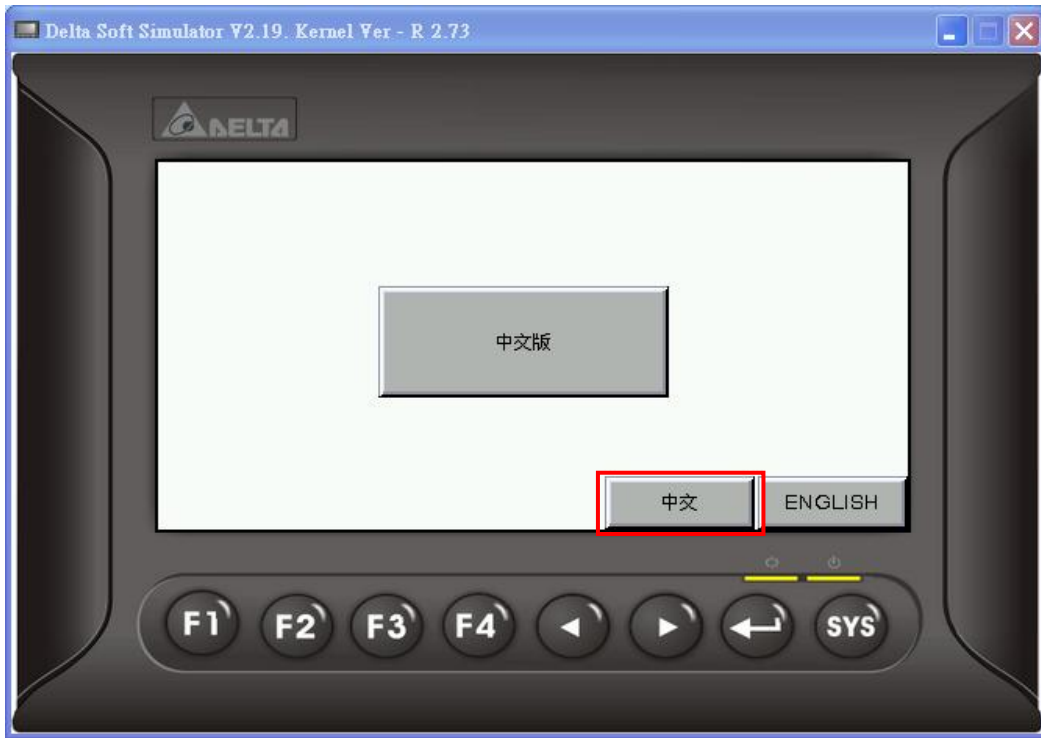 Delta Soft Simulator V2.19. Kernel Ver - R 2.73
DELTA
中文版
中文 ENGLISH
F1 F2 F3 F4 SYS